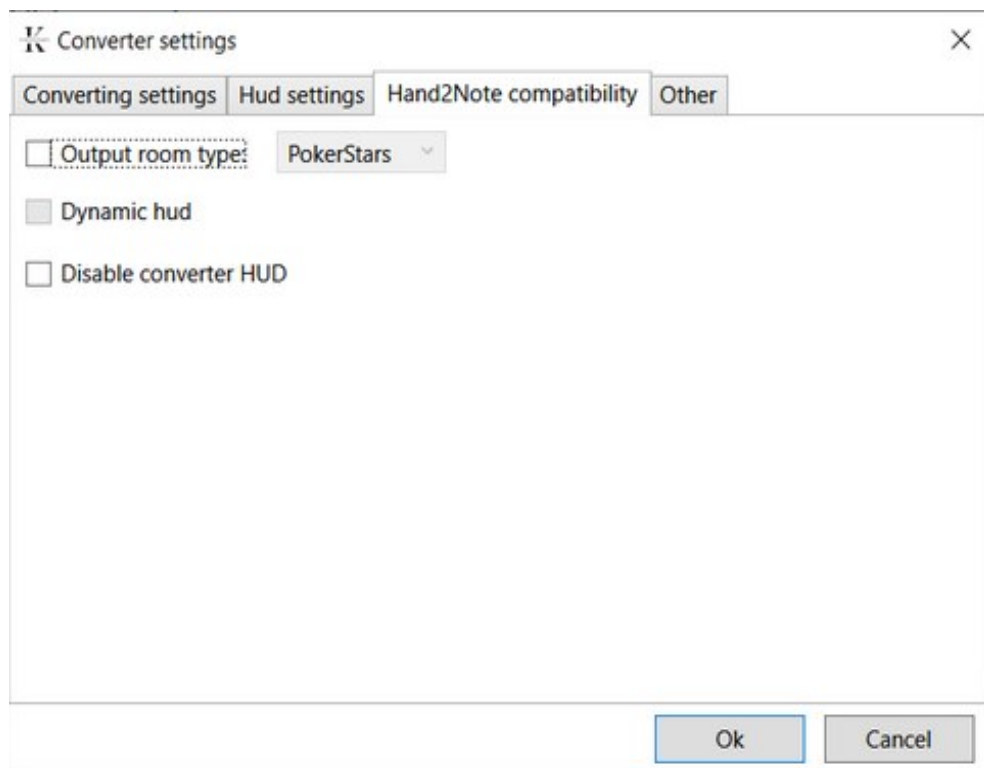 Converter settings
Converting settings Hud settings Hand2Note compatibility Other
Output room type: PokerStars
Dynamic hud
Disable converter HUD
Ok Cancel